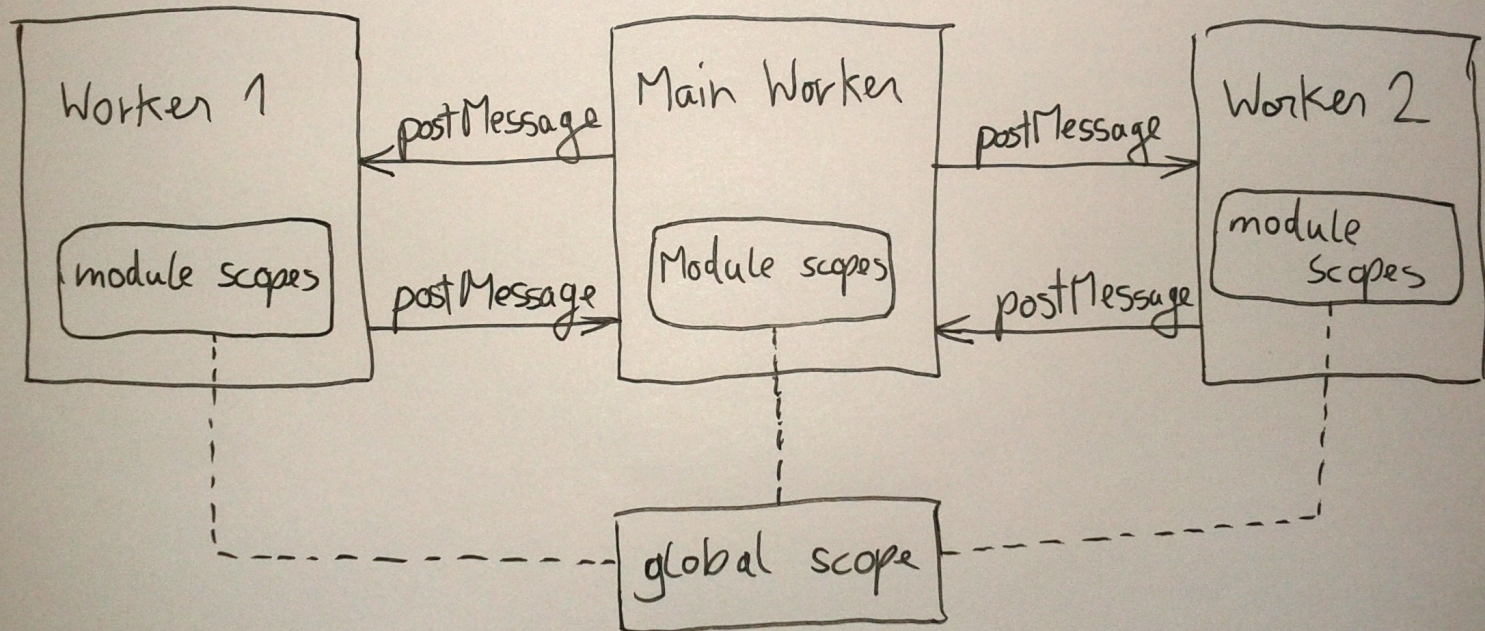 Worker 1
Main Worker
Worker 2
postMessage
postMessage
module scopes
Module scopes
module
scopes
postMessage
postMessage
global scope